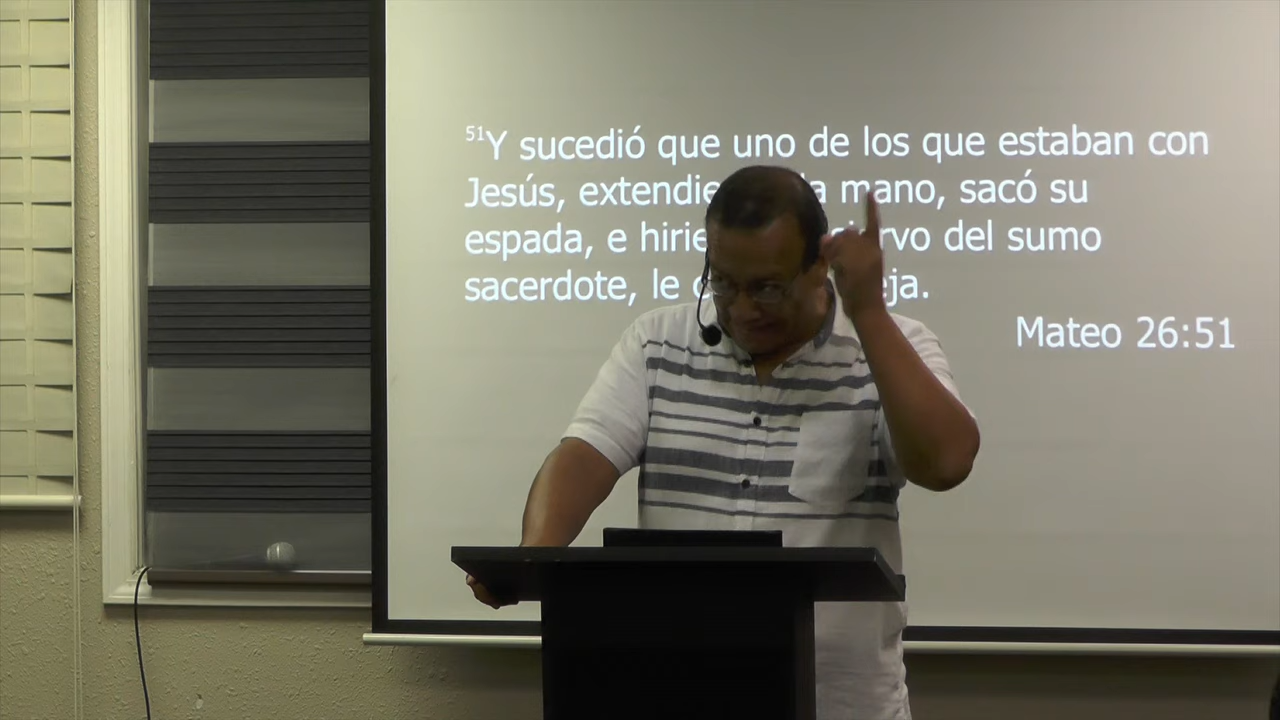 51Y sucedió que uno de los que estaban con
Jesús, mano, sacó su
espada, e del sumo
sacerdote, le
Mateo 26:51